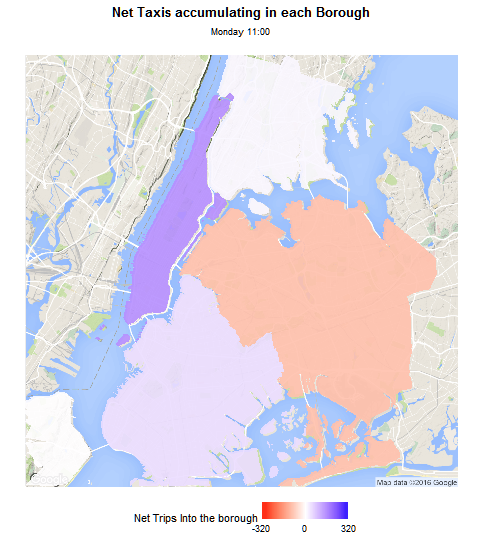 Net Taxis accumulating in each Borough
Monday 11:00
Map data ©2016 Google
Net Trips Into the borough
-320 0 320